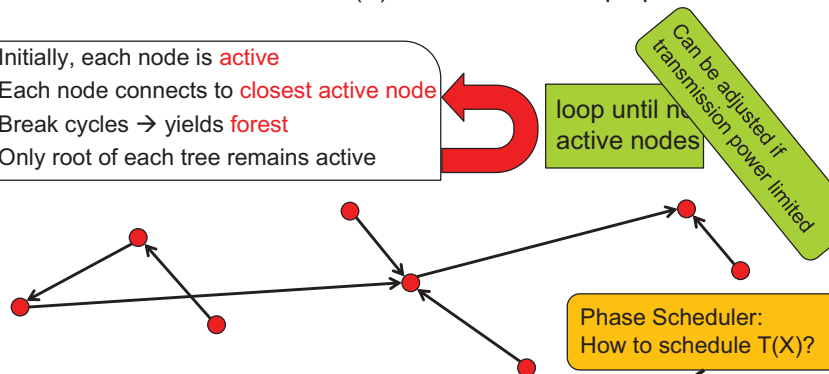 Initially, each node is active
Each node connects to closest active node
Break cycles → yields forest
Only root of each tree remains active
loop until
active nodes
Can be adjusted if
transmission power limited
Phase Scheduler:
How to schedule T(X)?